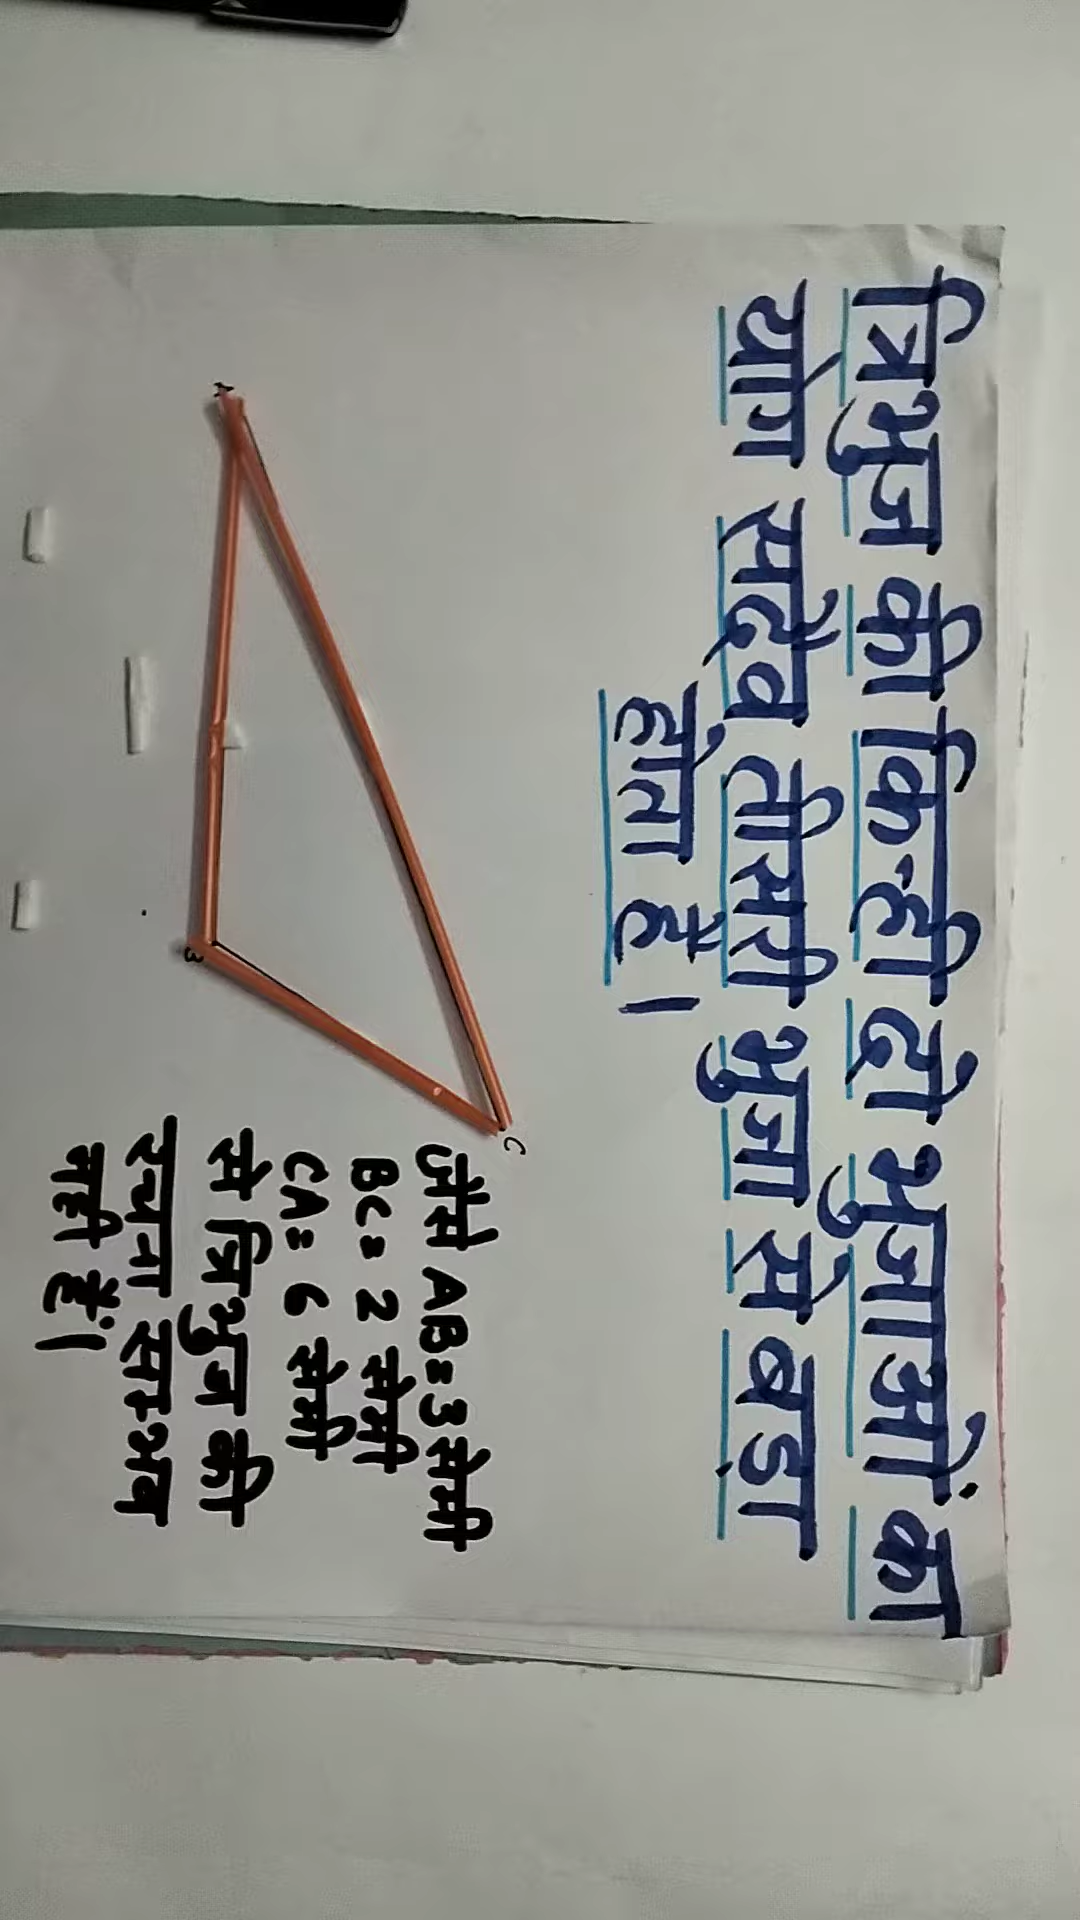 त्रिभुज की किन्ही दो भुजाओं का
योग सदैव तीसरी भुजा से बडा
होता है।
A
B
C
जैसे AB=3 सेमी
BC= 2 सेमी
CA= 6 सेमी
से त्रिभुज की
रचना सम्भव
नही है।